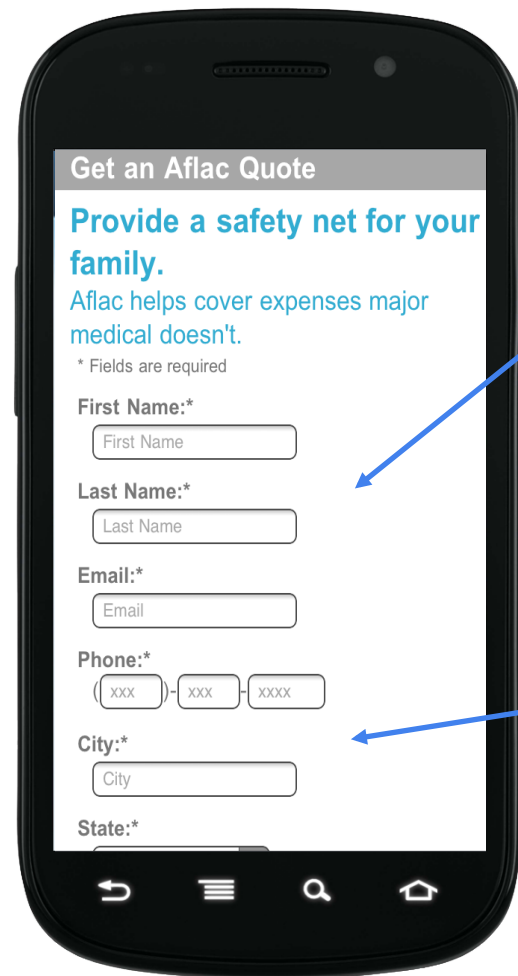 Get an Aflac Quote
Provide a safety net for your
family.
Aflac helps cover expenses major
medical doesn't.
* Fields are required
First Name:*
First Name
Last Name:*
Last Name
Email:*
Email
Phone:*
(xxx)-xxx-xxxx
City:*
City
State:*